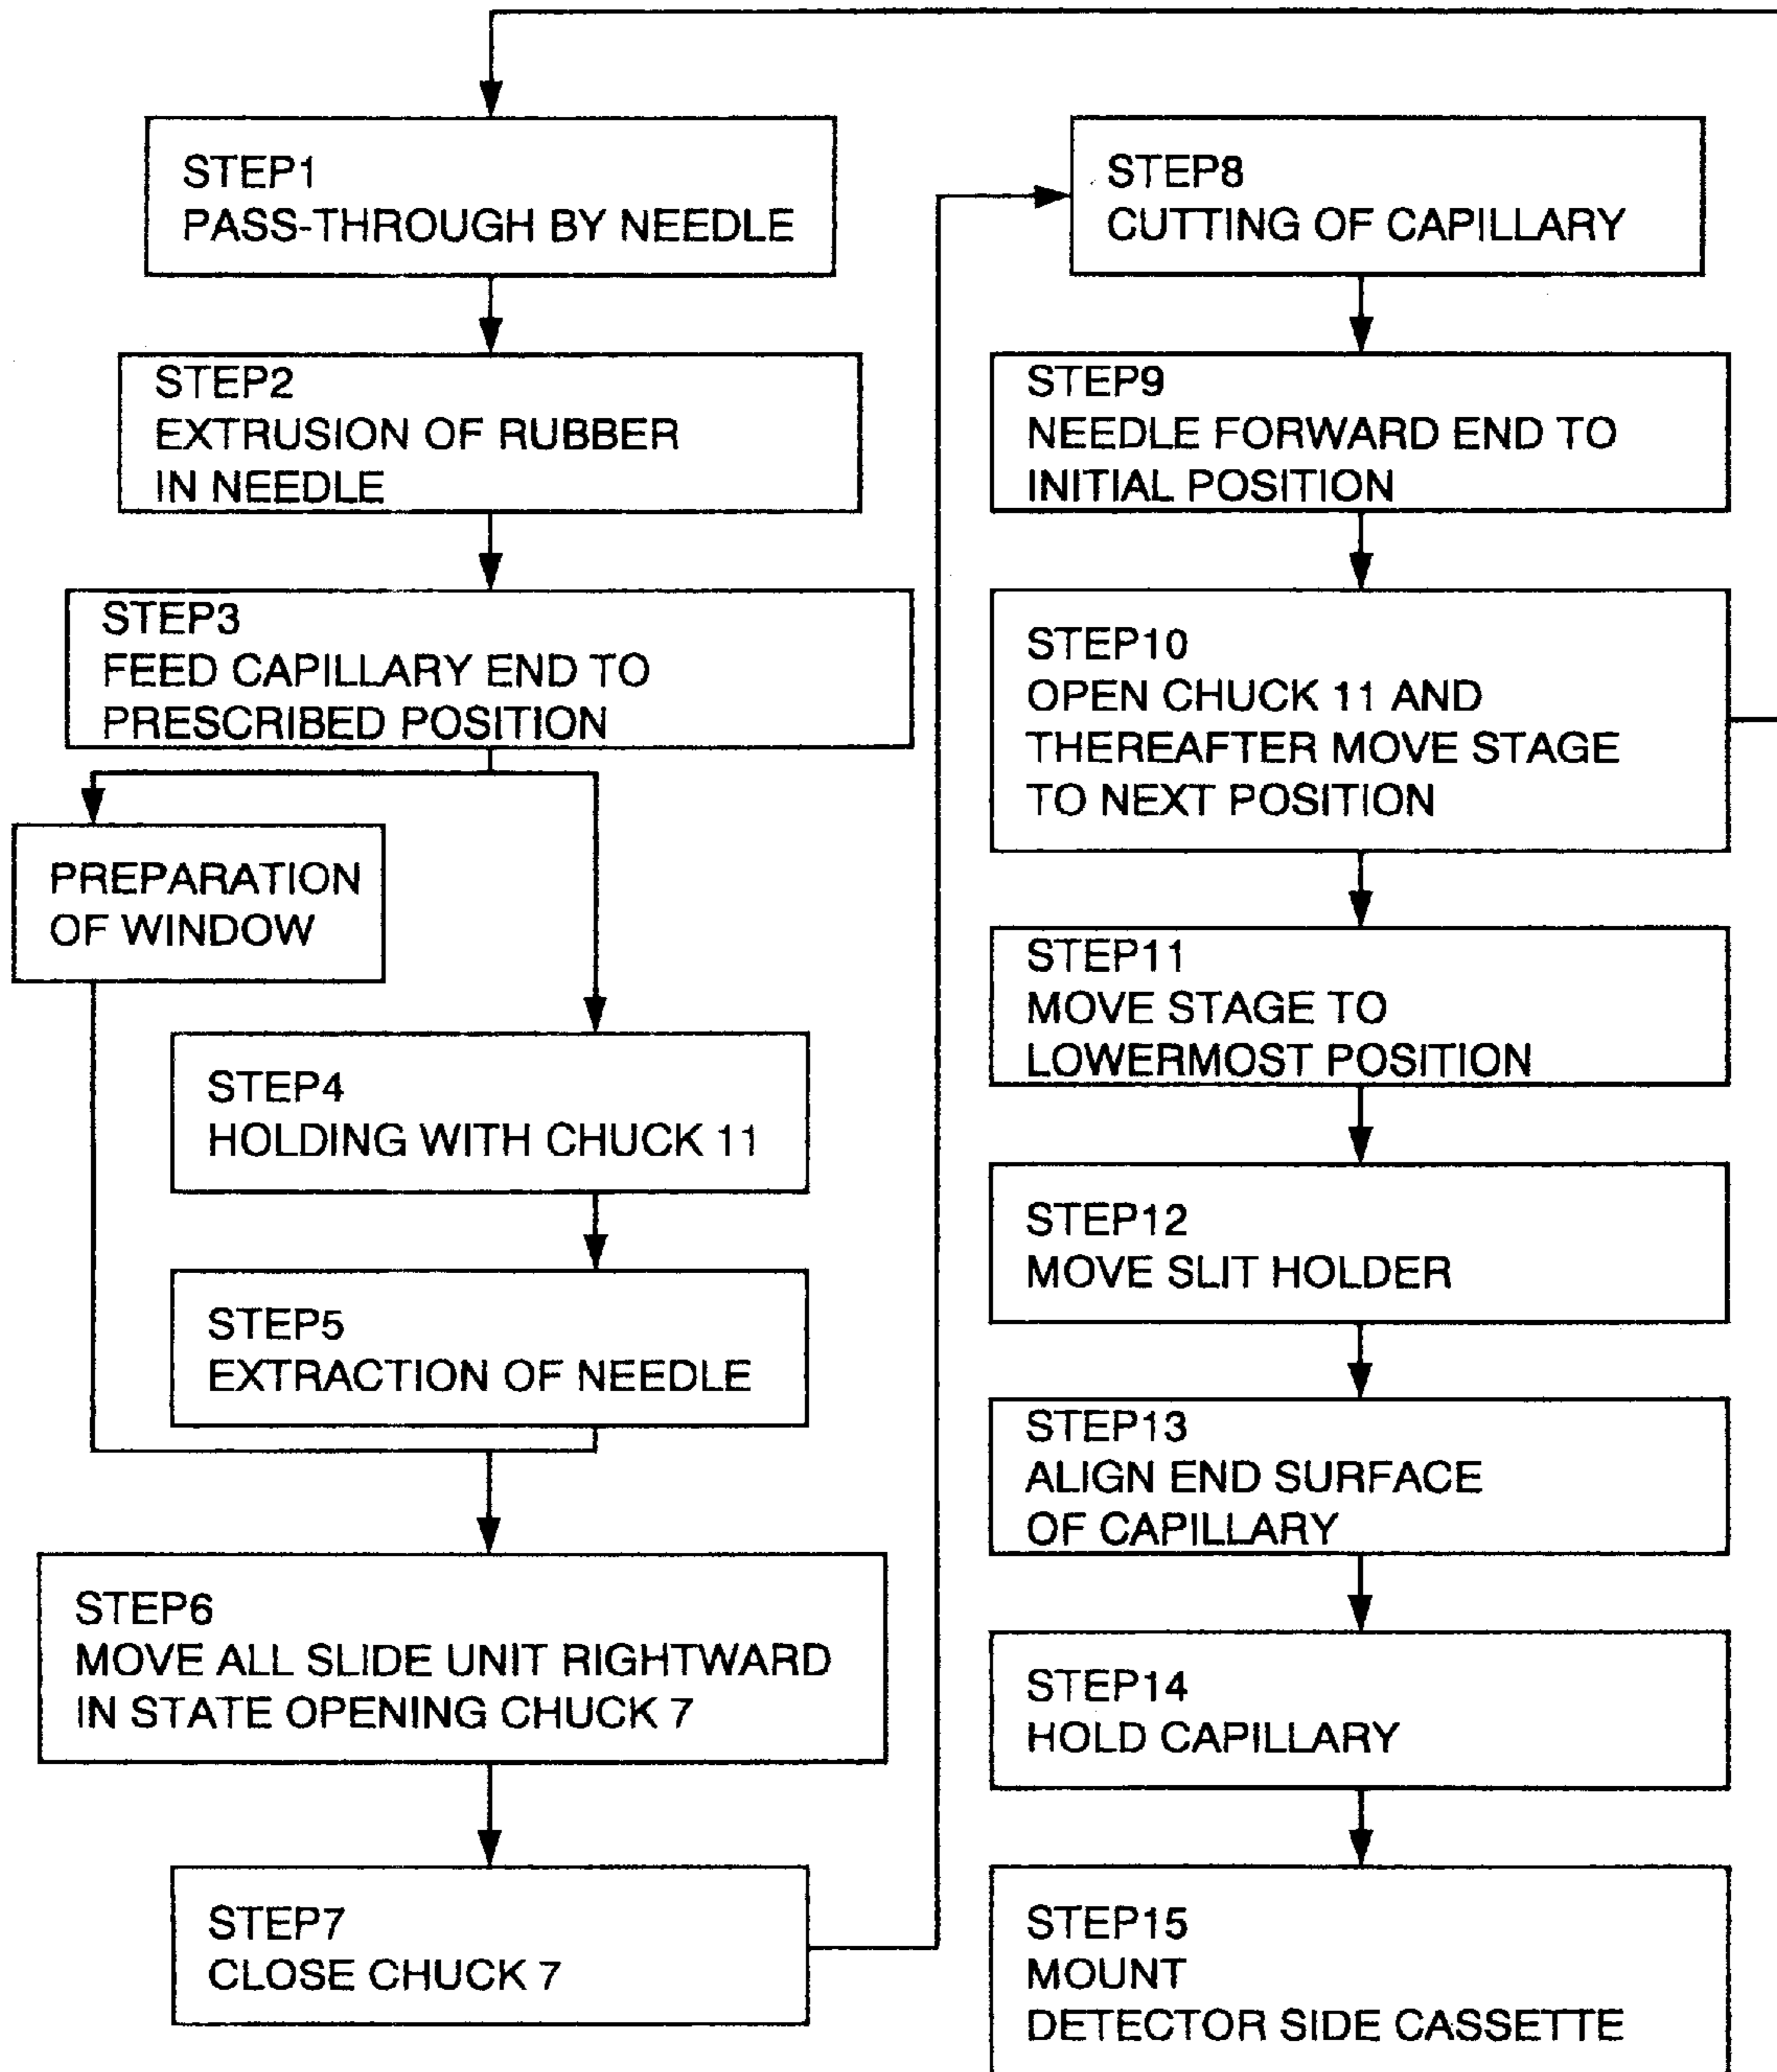 STEP1
PASS-THROUGH BY NEEDLE
STEP2
EXTRUSION OF RUBBER
IN NEEDLE
STEP3
FEED CAPILLARY END TO
PRESCRIBED POSITION
PREPARATION
OF WINDOW
STEP4
HOLDING WITH CHUCK 11
STEP5
EXTRACTION OF NEEDLE
STEP6
MOVE ALL SLIDE UNIT RIGHTWARD
IN STATE OPENING CHUCK 7
STEP7
CLOSE CHUCK 7
STEP8
CUTTING OF CAPILLARY
STEP9
NEEDLE FORWARD END TO
INITIAL POSITION
STEP10
OPEN CHUCK 11 AND
THEREAFTER MOVE STAGE
TO NEXT POSITION
STEP11
MOVE STAGE TO
LOWERMOST POSITION
STEP12
MOVE SLIT HOLDER
STEP13
ALIGN END SURFACE
OF CAPILLARY
STEP14
HOLD CAPILLARY
STEP15
MOUNT
DETECTOR SIDE CASSETTE